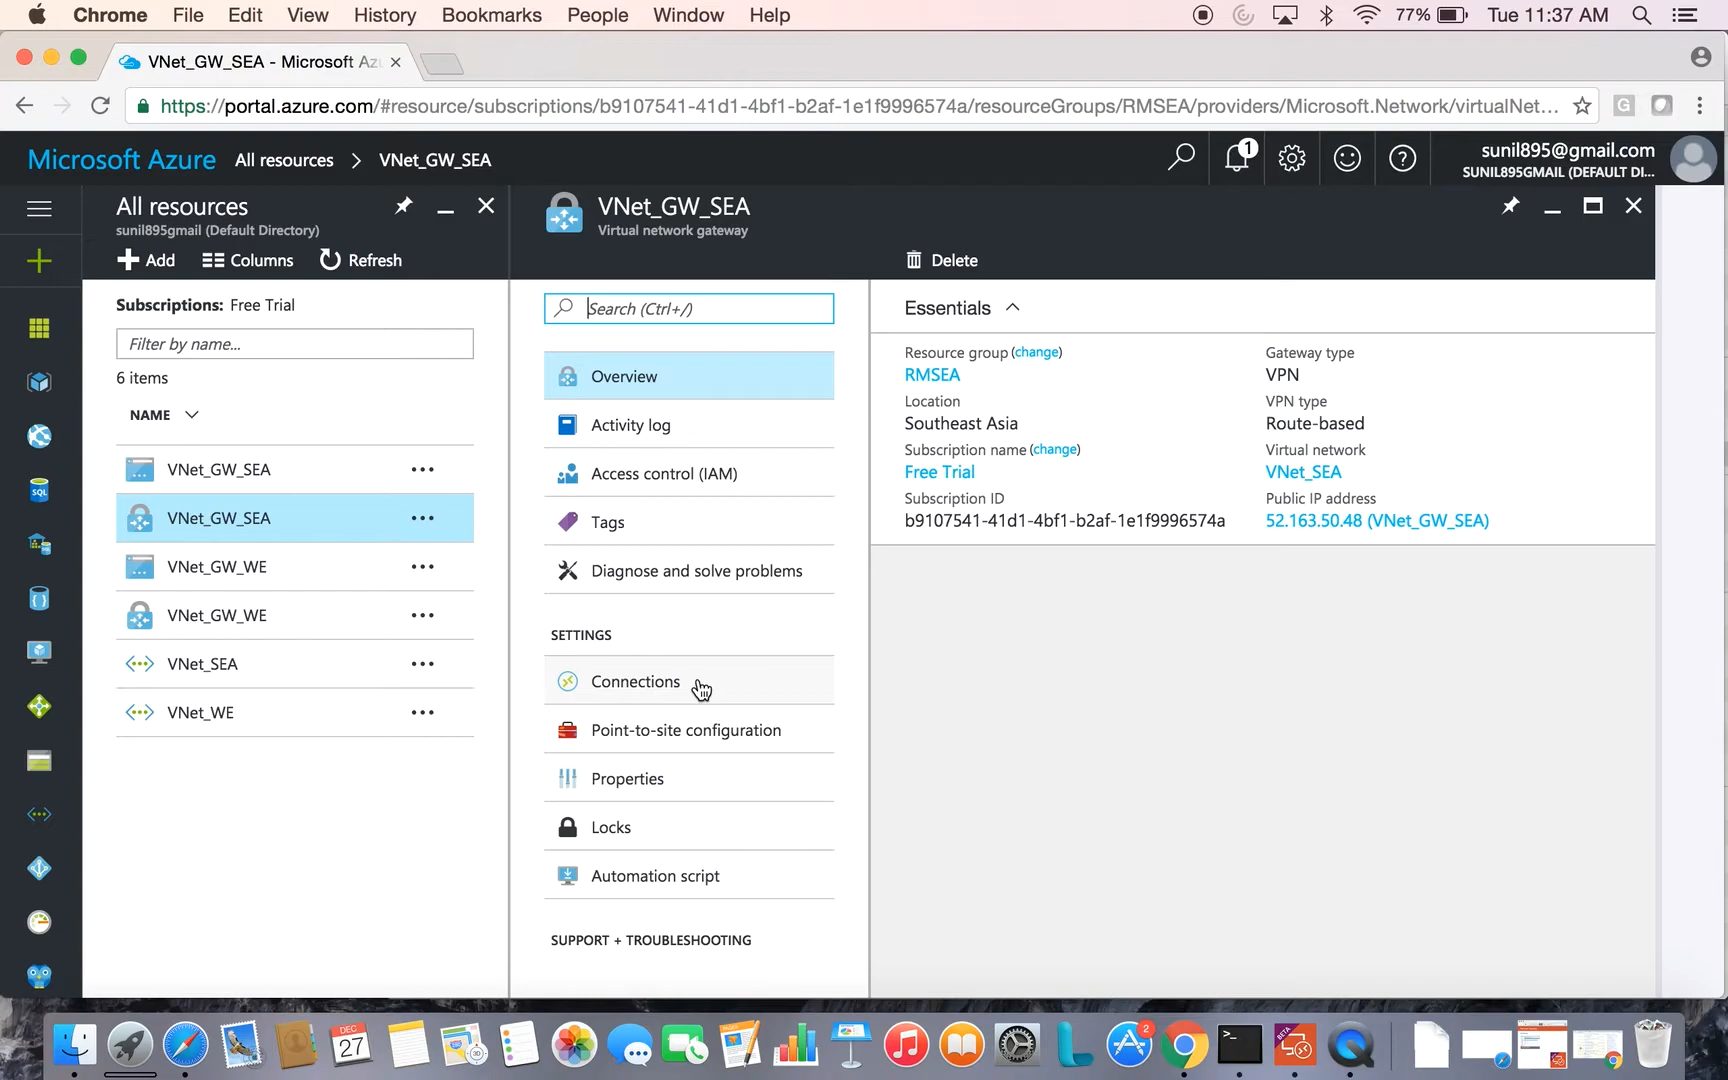 Chrome File Edit View History Bookmarks People Window Help 77% Tue 11:37 AM
VNet_GW_SEA - Microsoft Az
https://portal.azure.com/#resource/subscriptions/b9107541-41d1-4bf1-b2af-1e1f9996574a/resourceGroups/RMSEA/providers/Microsoft.Network/virtualNet...
Microsoft Azure All resources > VNet_GW_SEA
1
sunil895@gmail.com
SUNIL895GMAIL (DEFAULT DI...
All resources
sunil895gmail (Default Directory)
Add Columns Refresh
Subscriptions: Free Trial
Filter by name...
6 items
NAME
VNet_GW_SEA
VNet_GW_SEA
VNet_GW_WE
VNet_GW_WE
VNet_SEA
VNet_WE
VNet_GW_SEA
Virtual network gateway
Search (Ctrl+/)
Overview
Activity log
Access control (IAM)
Tags
Diagnose and solve problems
SETTINGS
Connections
Point-to-site configuration
Properties
Locks
Automation script
SUPPORT + TROUBLESHOOTING
Delete
Essentials
Resource group (change)
RMSEA
Location
Southeast Asia
Subscription name (change)
Free Trial
Subscription ID
b9107541-41d1-4bf1-b2af-1e1f9996574a
Gateway type
VPN
VPN type
Route-based
Virtual network
VNet_SEA
Public IP address
52.163.50.48 (VNet_GW_SEA)
SQL
DEC
27
3D
2
BETA